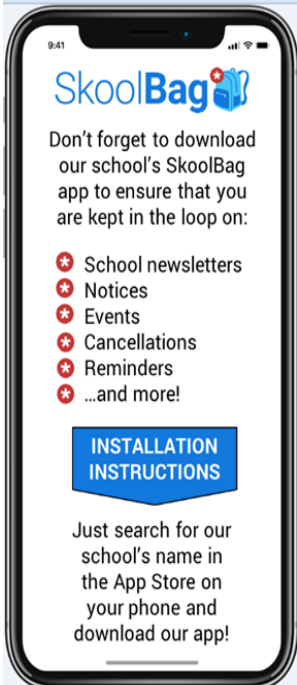 9:41
SkoolBag
Don't forget to download
our school's SkoolBag
app to ensure that you
are kept in the loop on:
School newsletters
Notices
Events
Cancellations
Reminders
...and more!
INSTALLATION
INSTRUCTIONS
Just search for our
school's name in
the App Store on
your phone and
download our app!